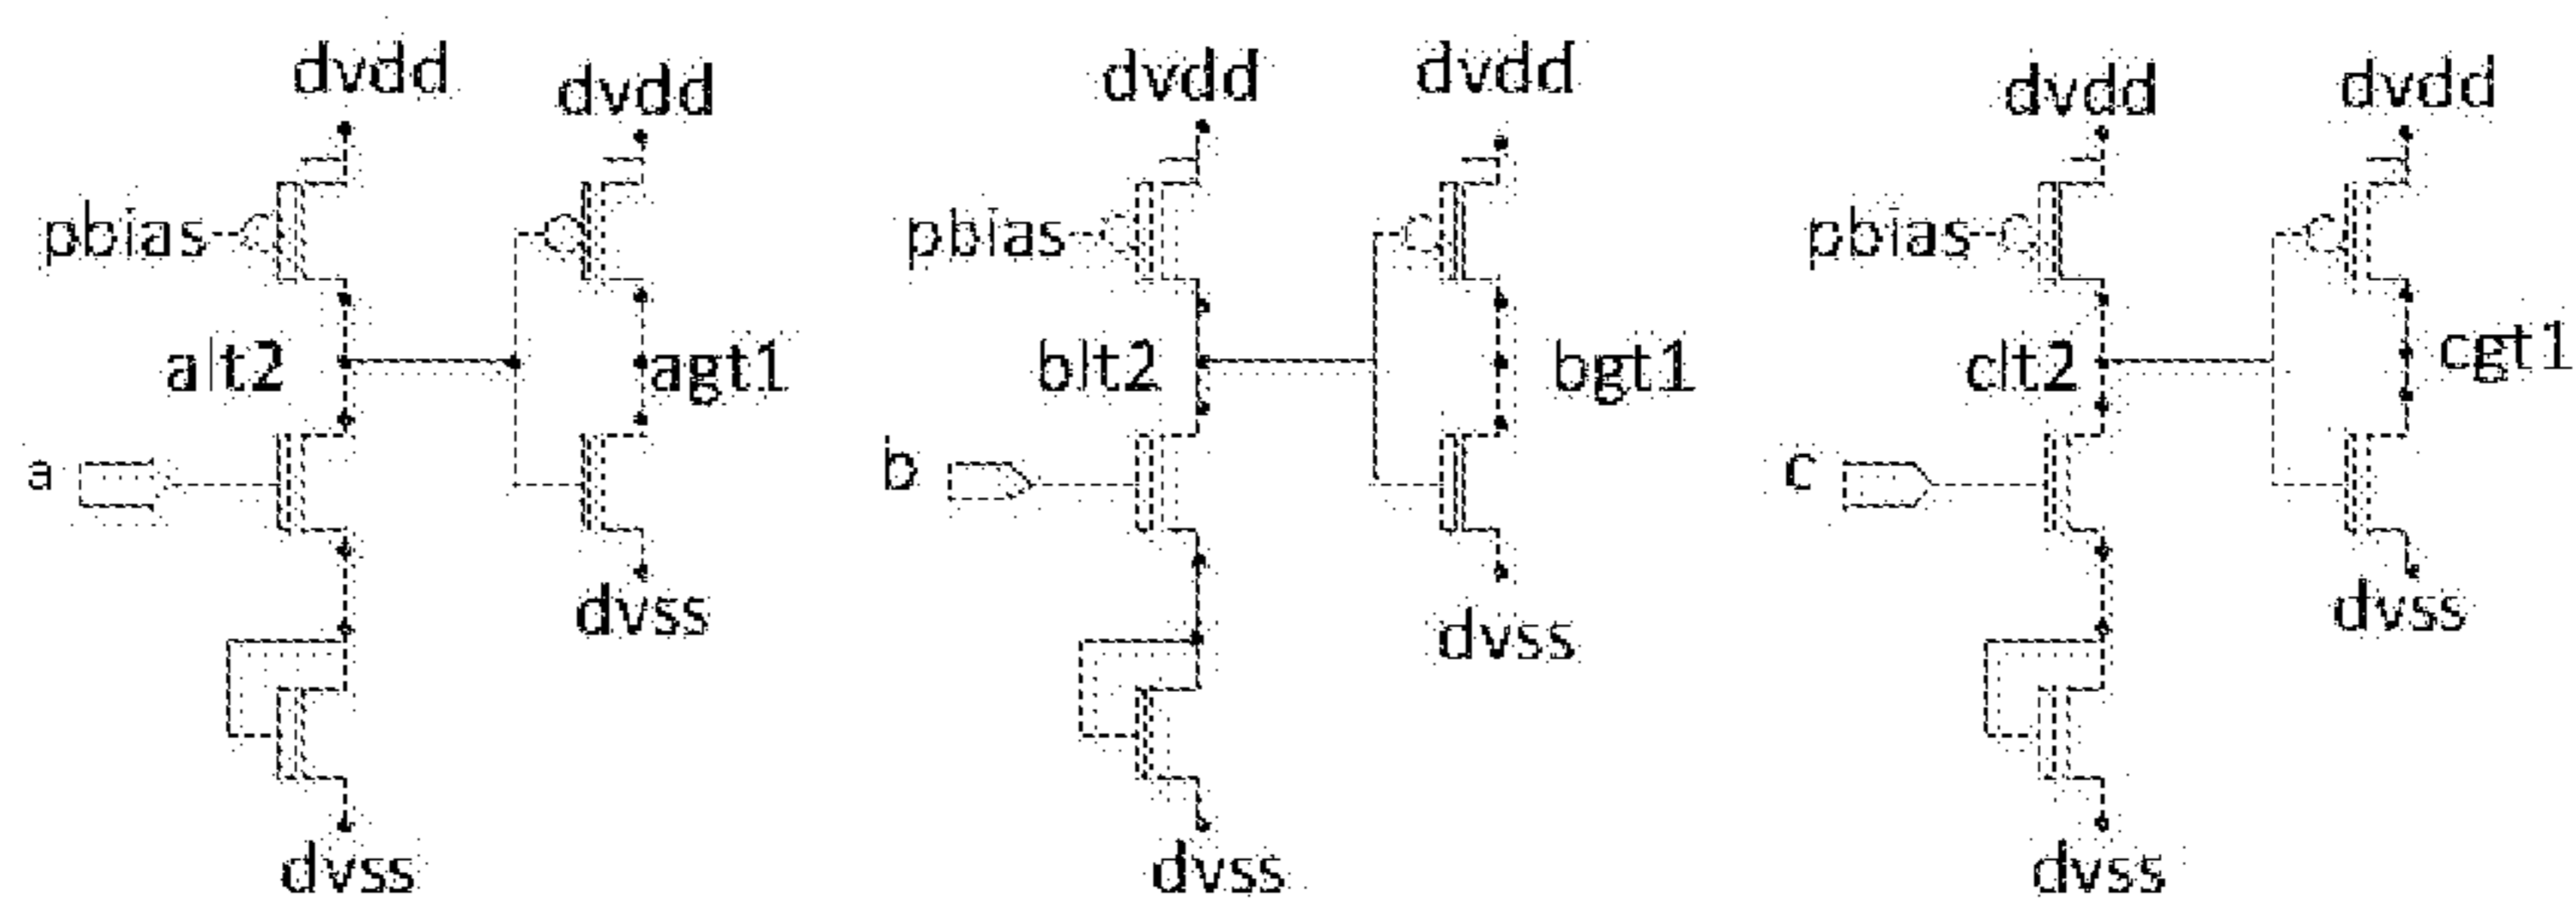 dvdd dvdd dvdd dvdd dvdd dvdd
pbias pbias pbias
alt2 agt1 blt2 bgt1 clt2 cgt1
a b c
dvss dvss dvss
dvss dvss dvss